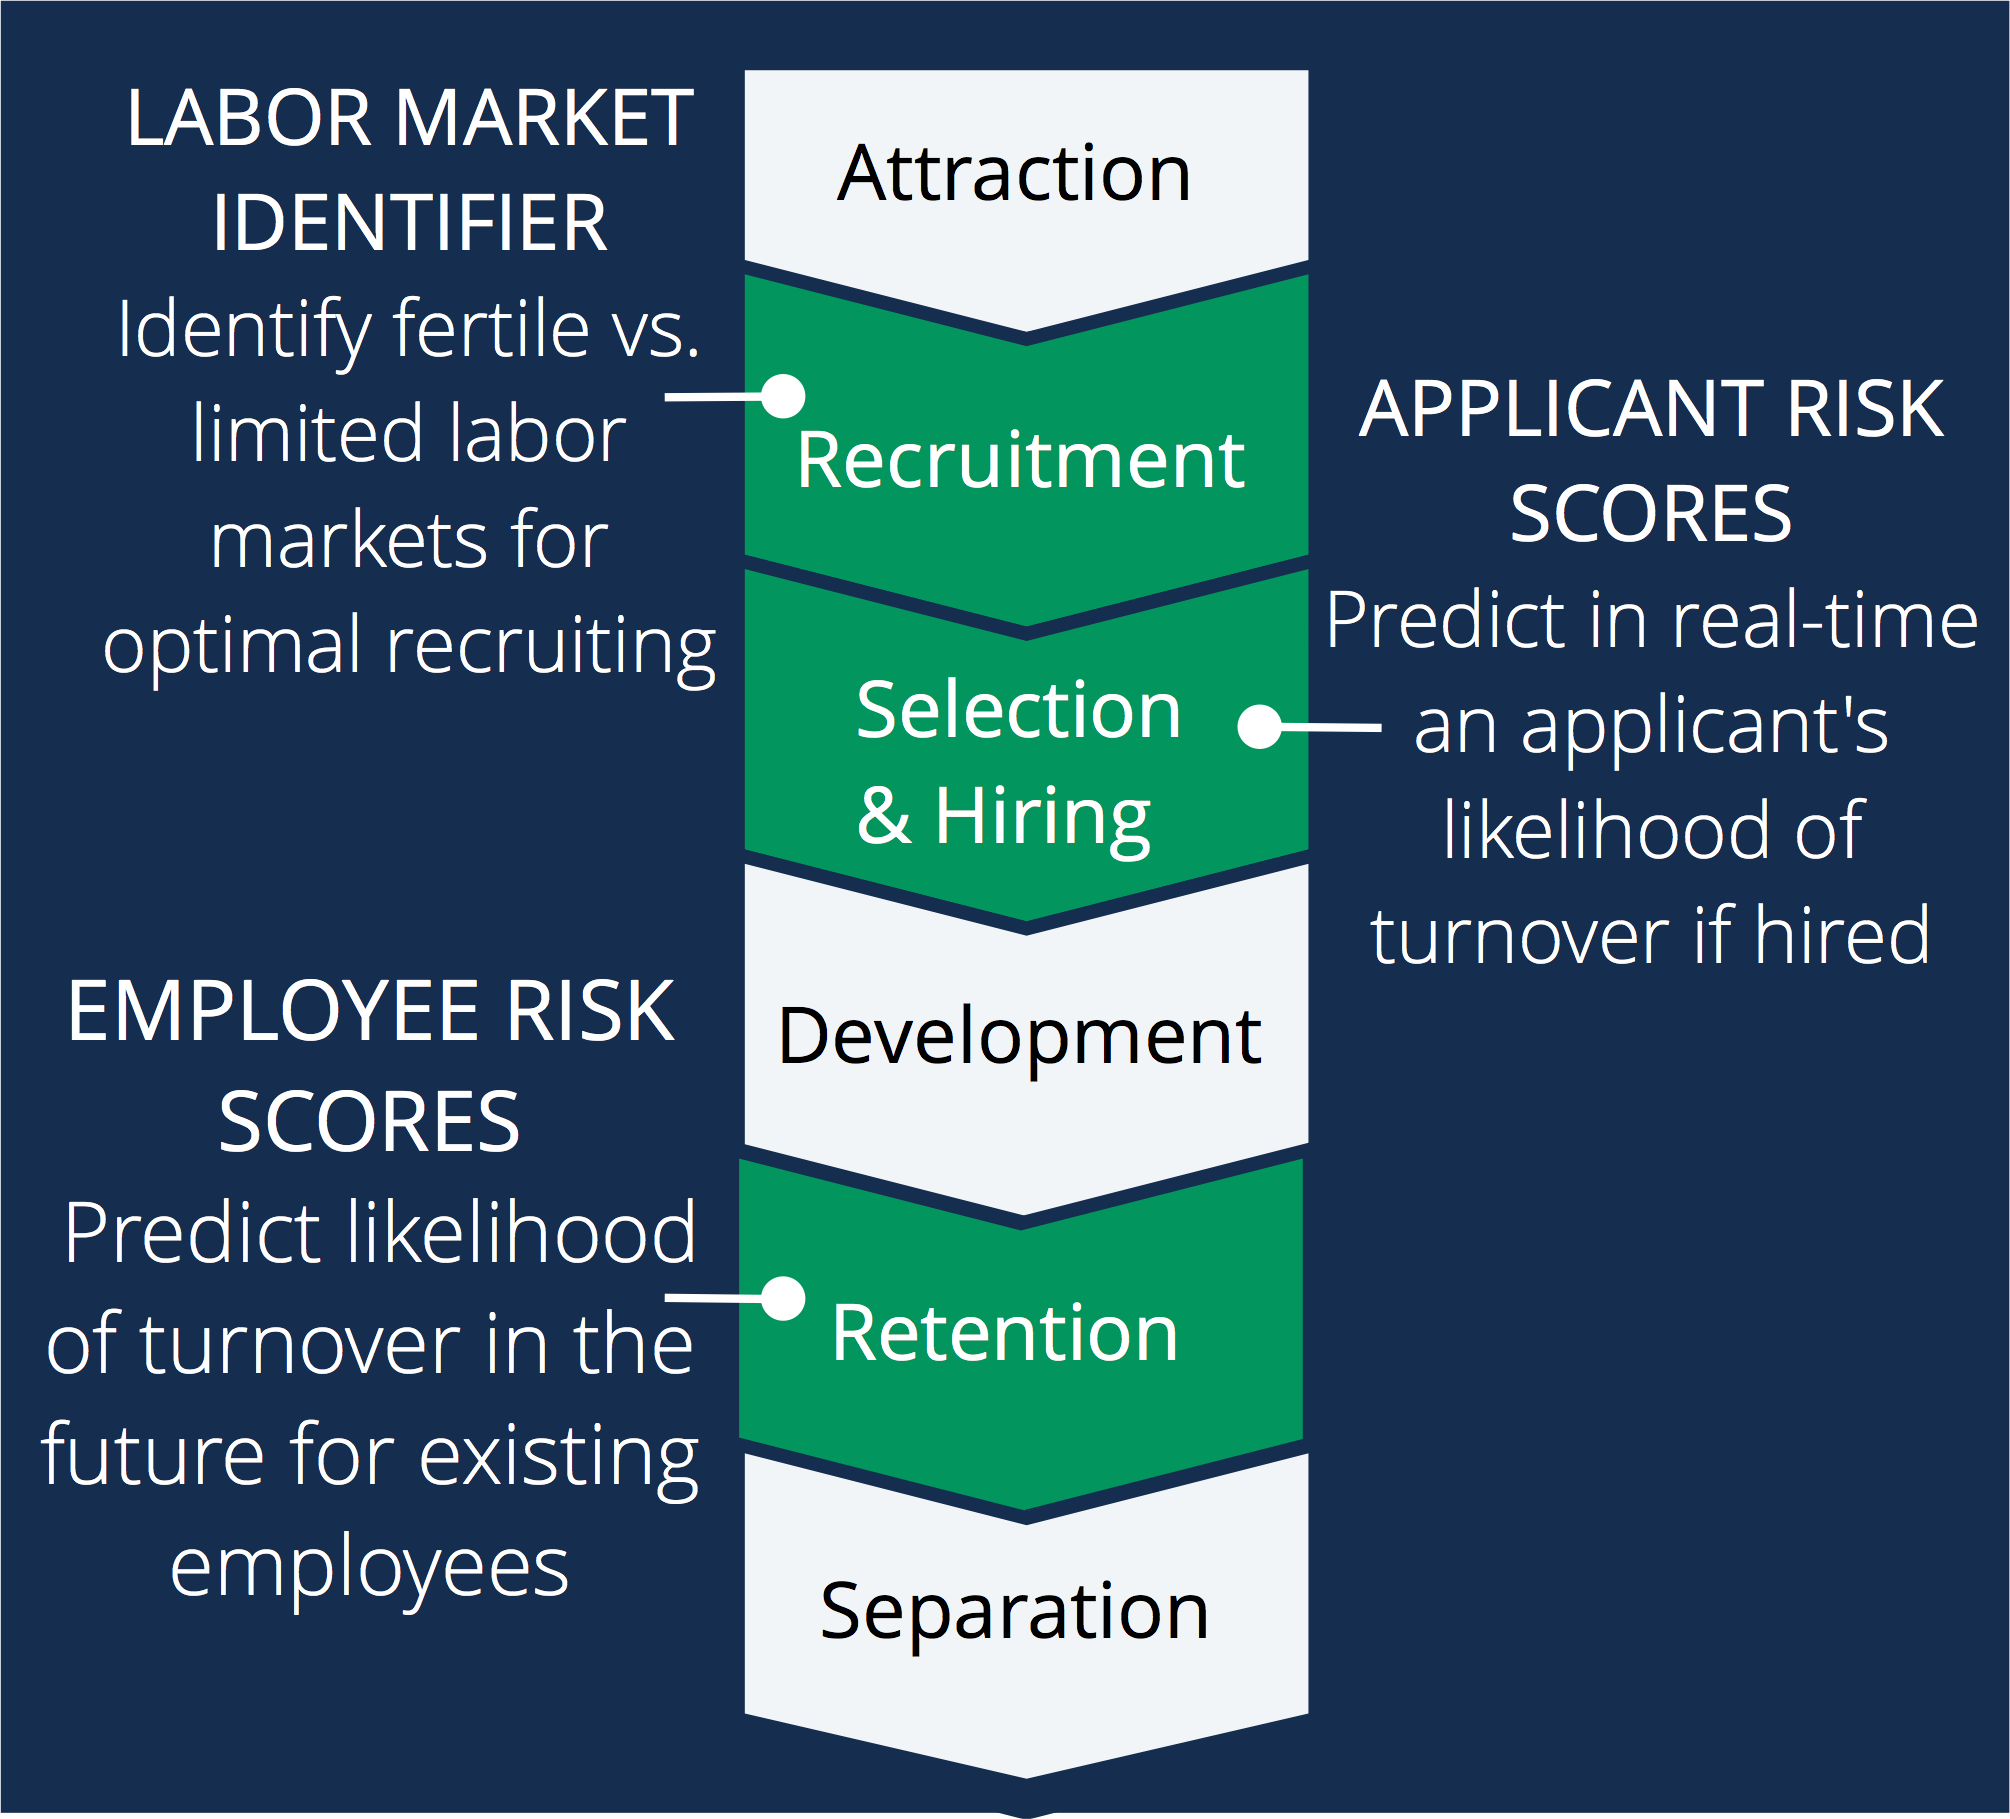 LABOR MARKET
IDENTIFIER
Identify fertile vs.
limited labor
markets for
optimal recruiting
Attraction
Recruitment
APPLICANT RISK
SCORES
Predict in real-time
an applicant's
likelihood of
turnover if hired
Selection
& Hiring
Development
EMPLOYEE RISK
SCORES
Predict likelihood
of turnover in the
future for existing
employees
Retention
Separation